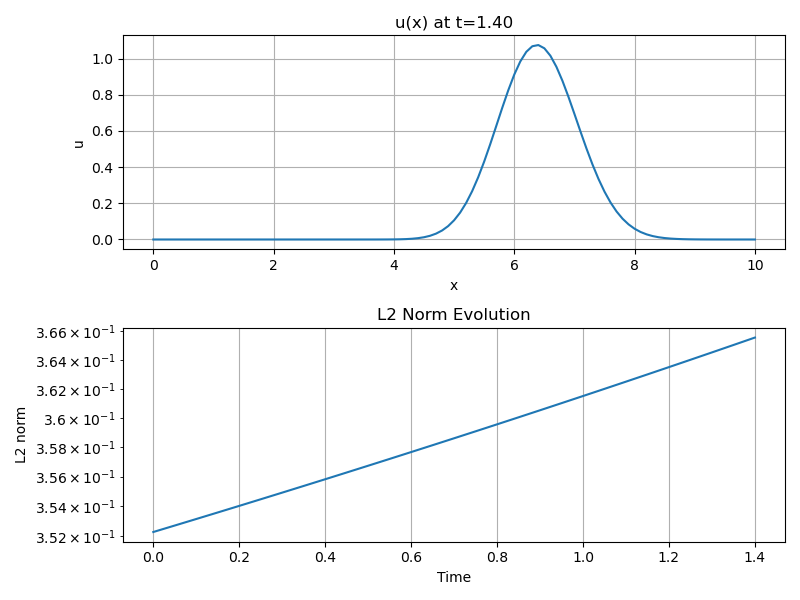 u(x) at t=1.40
1.0
0.8
0.6
0.4
0.2
0.0
u
0 2 4 6 8 10
x
L2 Norm Evolution
3.66 × 10⁻¹
3.64 × 10⁻¹
3.62 × 10⁻¹
3.6 × 10⁻¹
3.58 × 10⁻¹
3.56 × 10⁻¹
3.54 × 10⁻¹
3.52 × 10⁻¹
L2 norm
0.0 0.2 0.4 0.6 0.8 1.0 1.2 1.4
Time